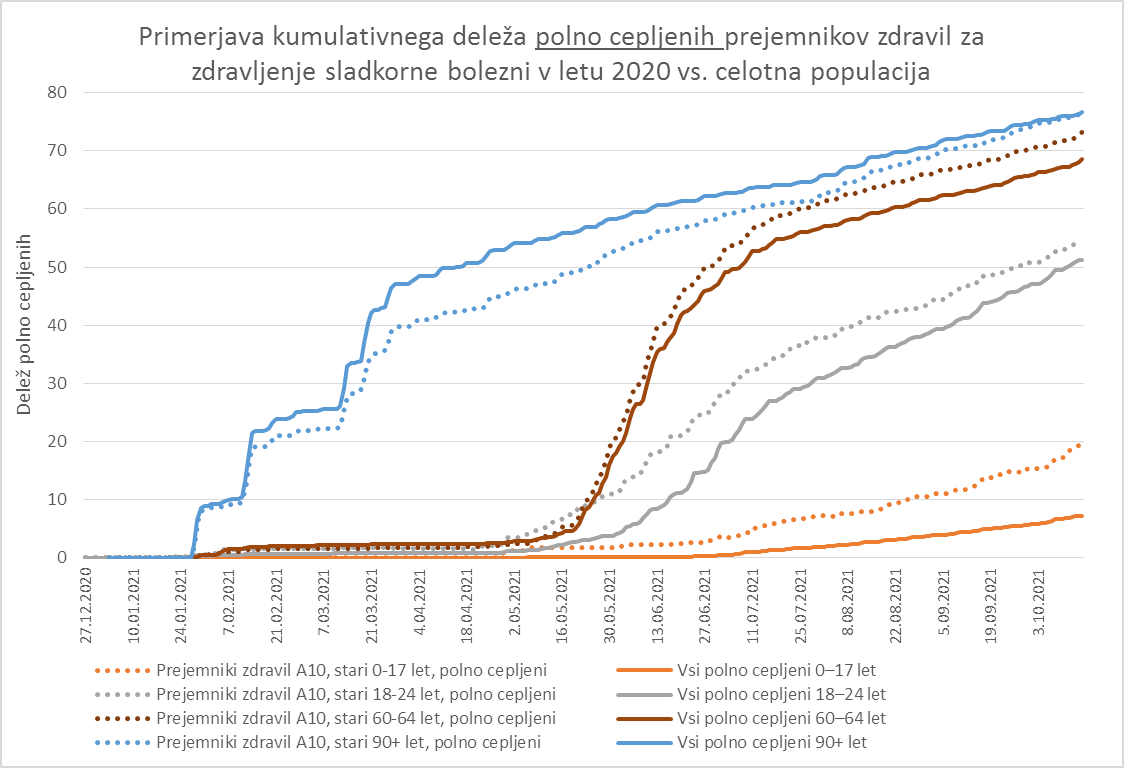 Primerjava kumulativnega deleža polno cepljenih prejemnikov zdravil za
zdravljenje sladkorne bolezni v letu 2020 vs. celotna populacija
Delež polno cepljenih
80
70
60
50
40
30
20
10
0
27.12.2020
10.01.2021
24.01.2021
7.02.2021
21.02.2021
7.03.2021
21.03.2021
4.04.2021
18.04.2021
2.05.2021
16.05.2021
30.05.2021
13.06.2021
27.06.2021
11.07.2021
25.07.2021
8.08.2021
22.08.2021
5.09.2021
19.09.2021
3.10.2021
Prejemniki zdravil A10, stari 0-17 let, polno cepljeni
Vsi polno cepljeni 0–17 let
Prejemniki zdravil A10, stari 18-24 let, polno cepljeni
Vsi polno cepljeni 18–24 let
Prejemniki zdravil A10, stari 60-64 let, polno cepljeni
Vsi polno cepljeni 60–64 let
Prejemniki zdravil A10, stari 90+ let, polno cepljeni
Vsi polno cepljeni 90+ let